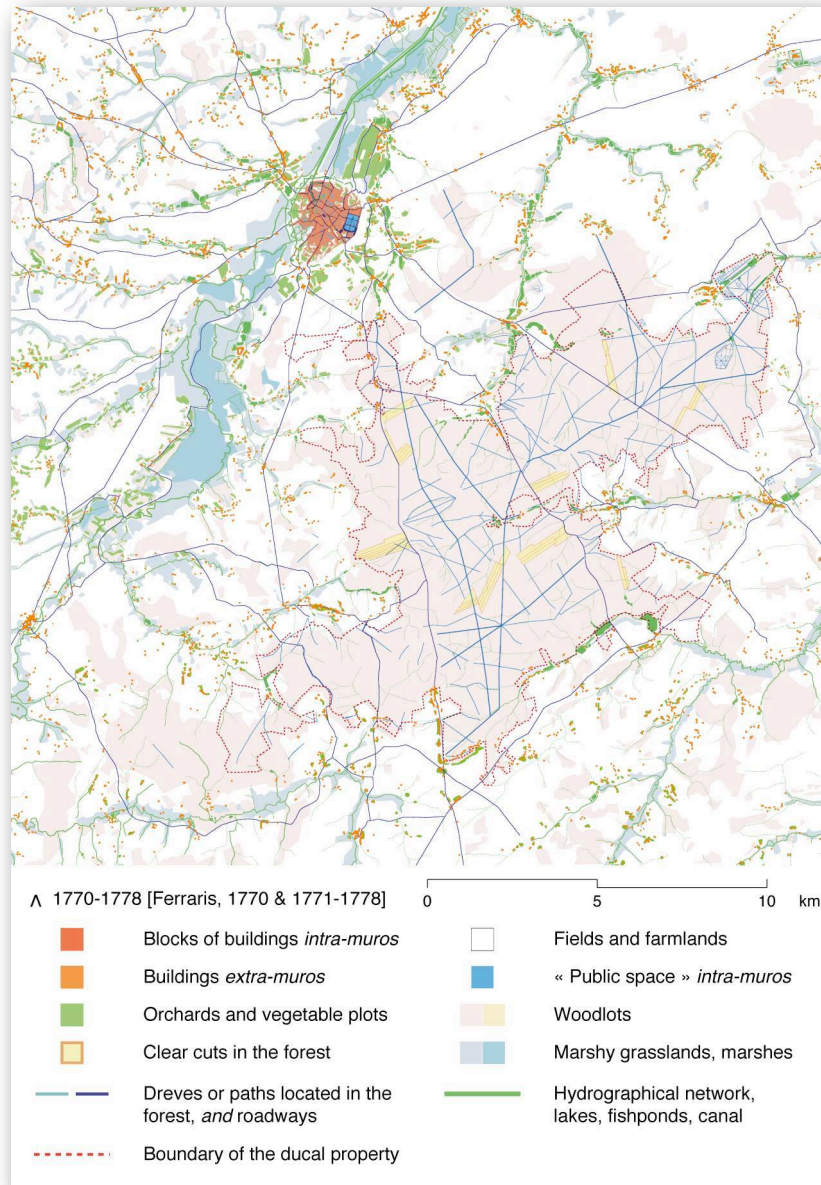 ʌ 1770-1778 [Ferraris, 1770 & 1771-1778]
0 5 10 km
Blocks of buildings intra-muros
Buildings extra-muros
Orchards and vegetable plots
Clear cuts in the forest
Dreves or paths located in the
forest, and roadways
Boundary of the ducal property
Fields and farmlands
« Public space » intra-muros
Woodlots
Marshy grasslands, marshes
Hydrographical network,
lakes, fishponds, canal